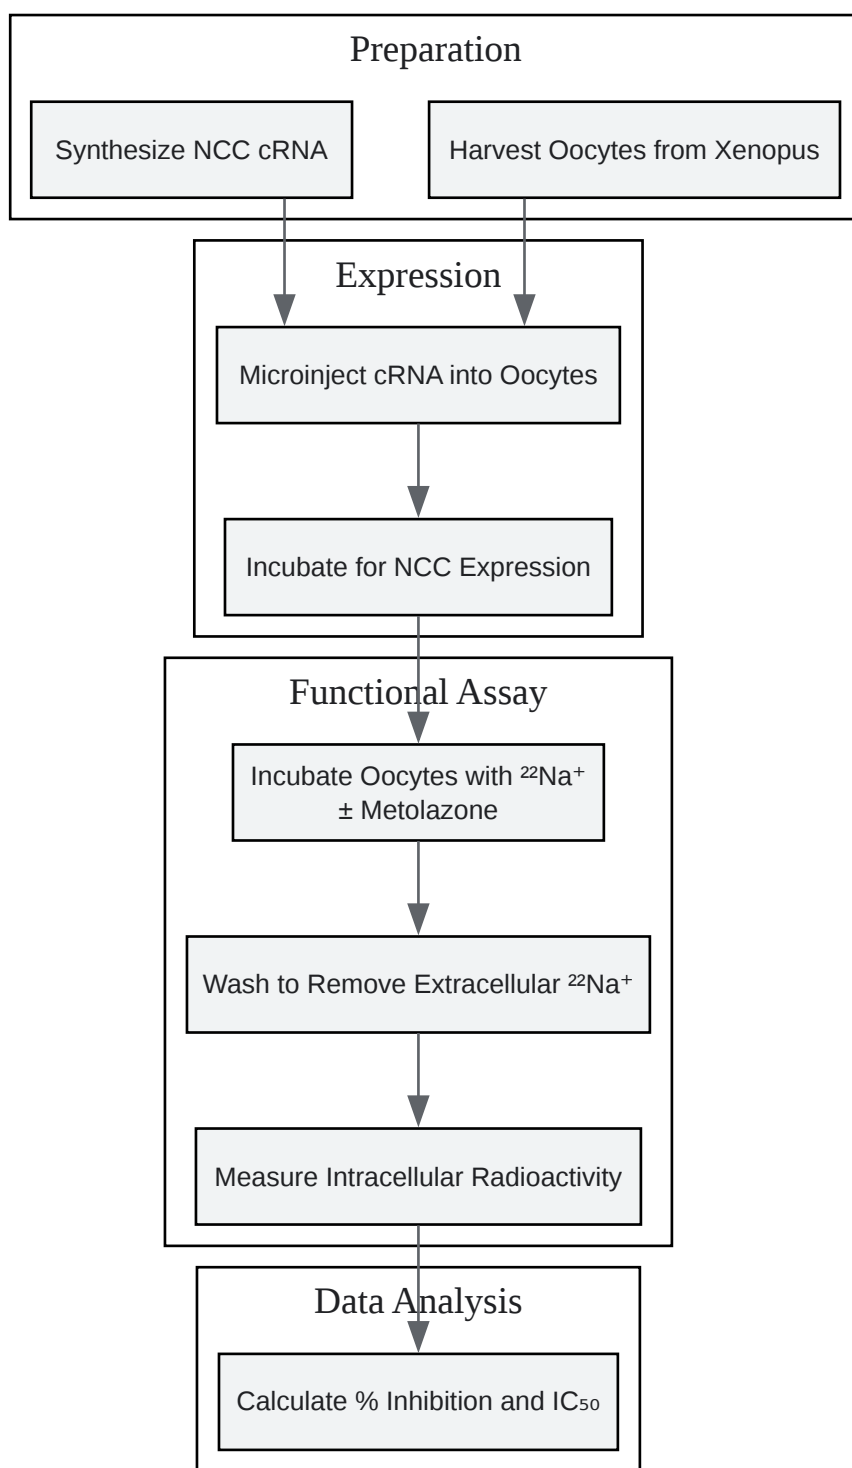 Preparation
Synthesize NCC cRNA
Harvest Oocytes from Xenopus
Expression
Microinject cRNA into Oocytes
Incubate for NCC Expression
Functional Assay
Incubate Oocytes with ²²Na⁺
± Metolazone
Wash to Remove Extracellular ²²Na⁺
Measure Intracellular Radioactivity
Data Analysis
Calculate % Inhibition and IC₅₀